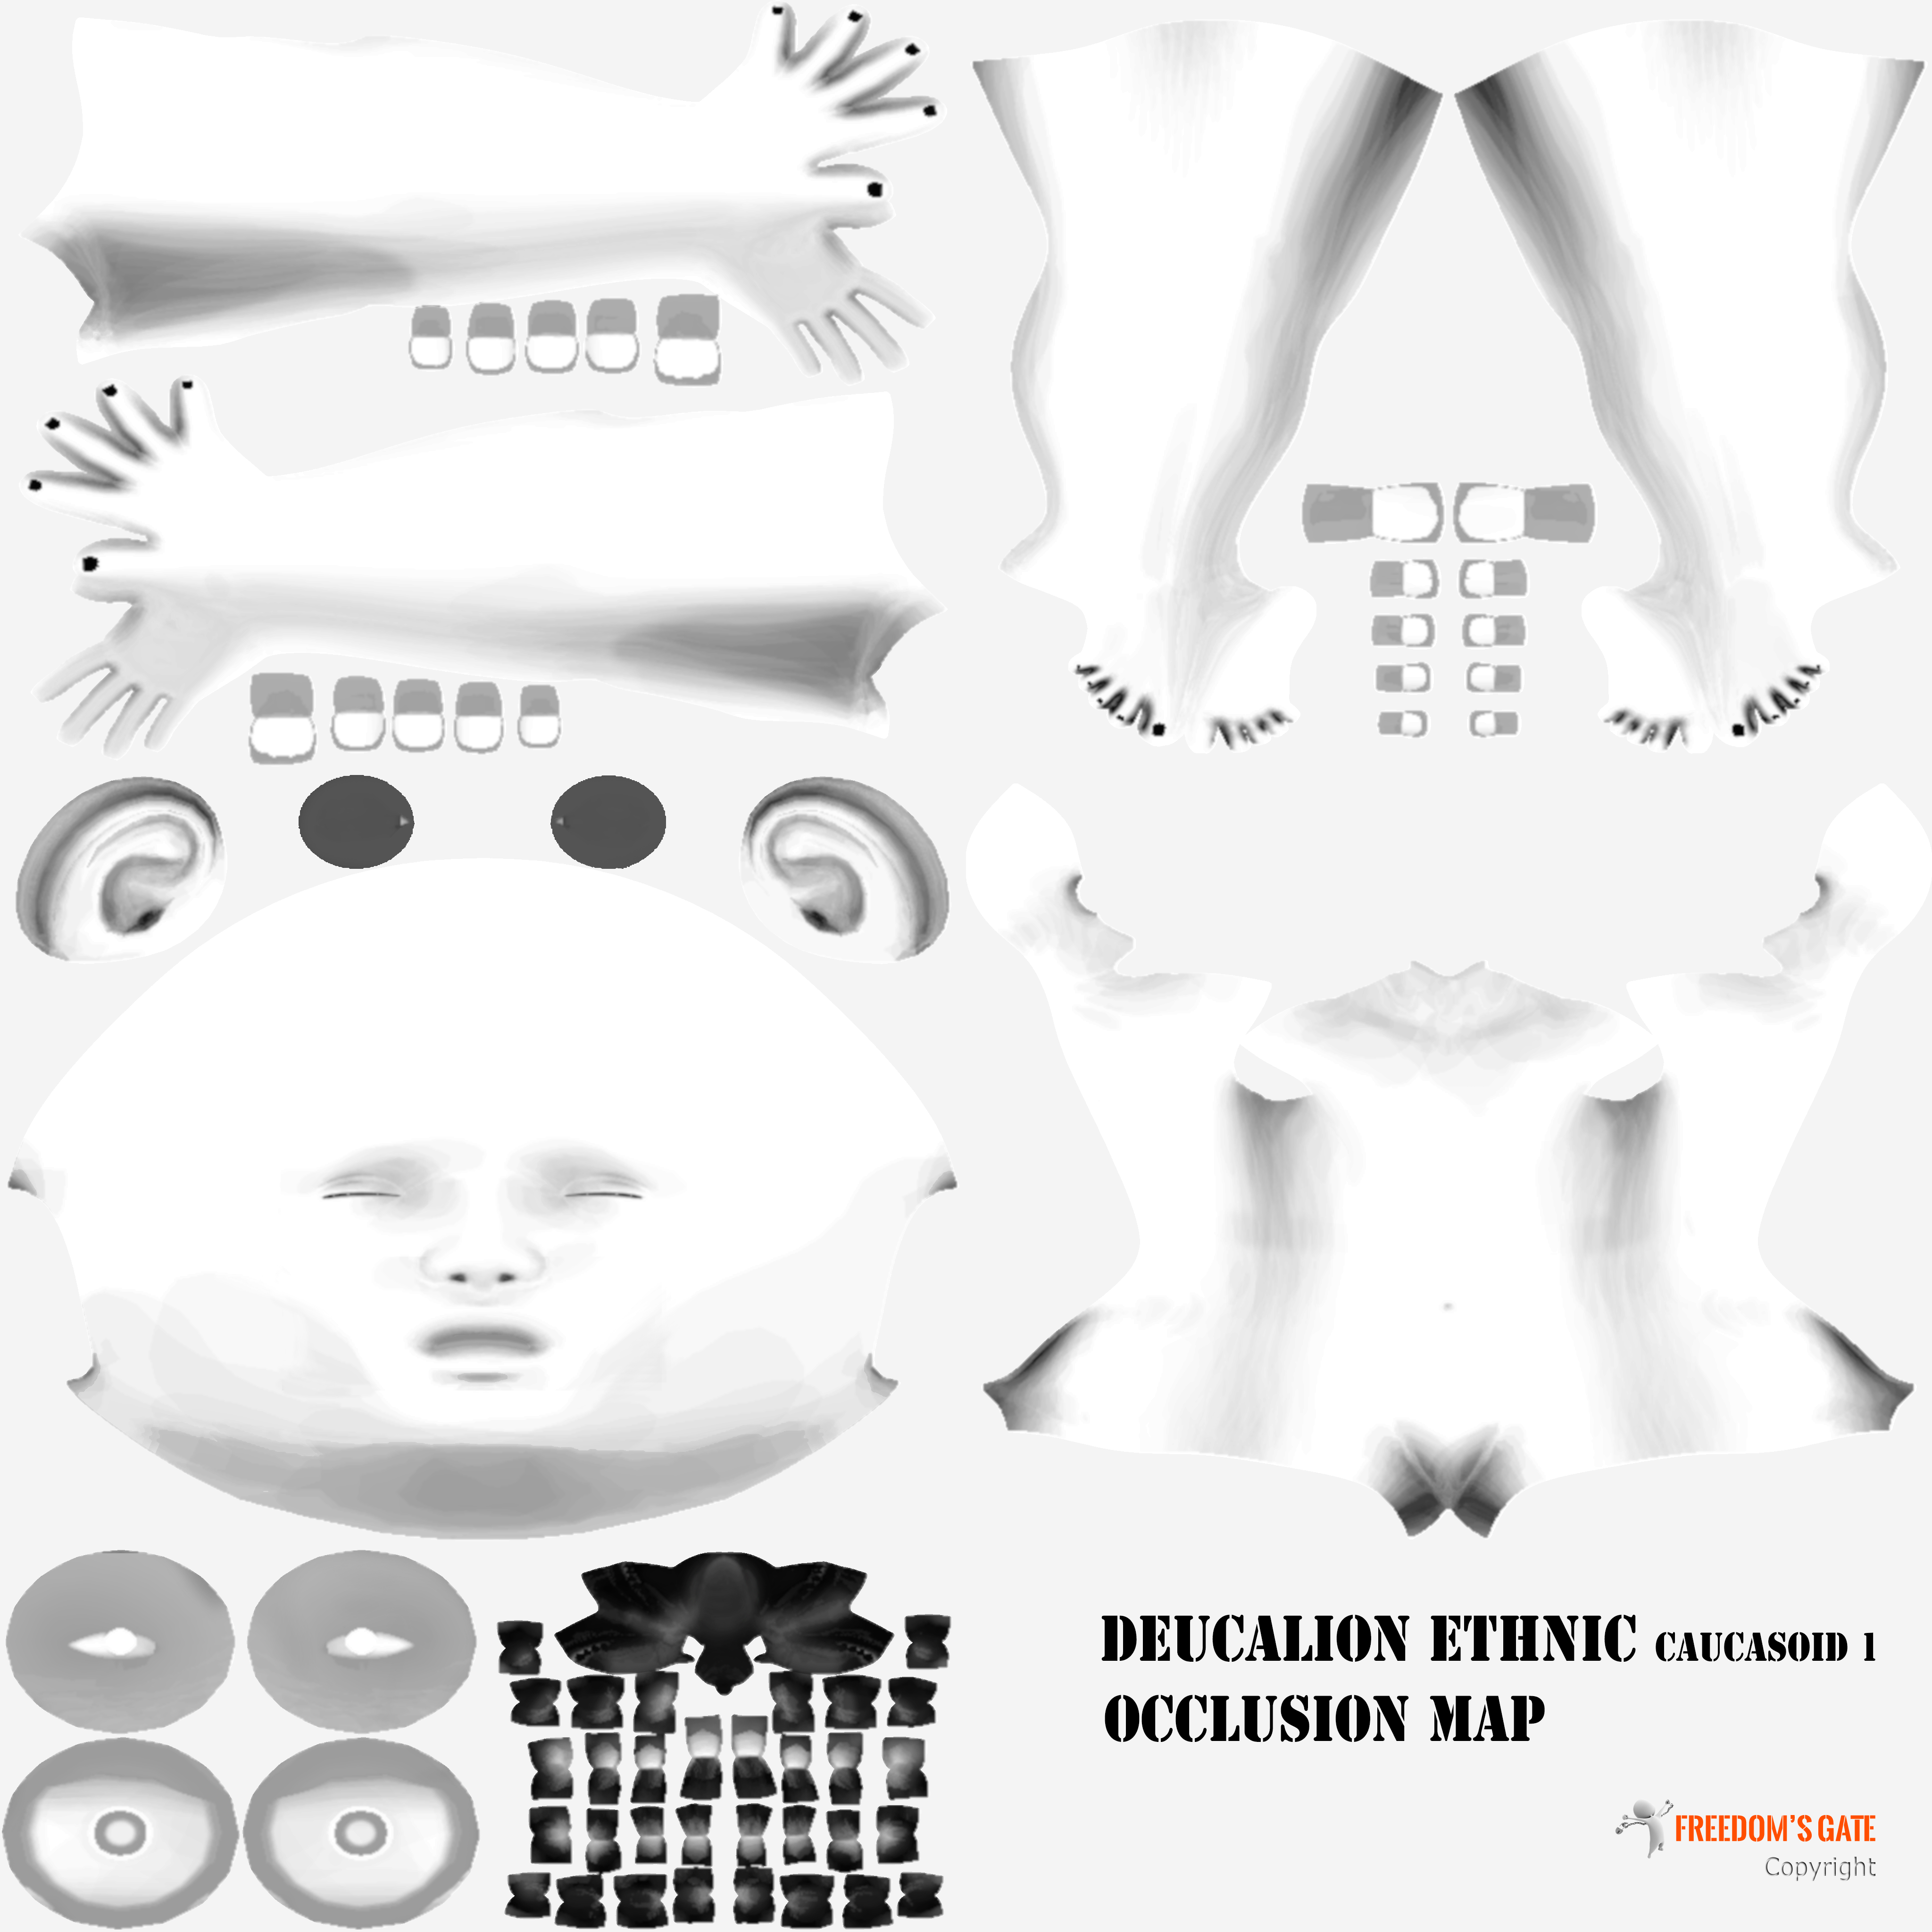 DEUCALION ETHNIC CAUCASOID 1
OCCLUSION MAP
FREEDOM'S GATE
Copyright